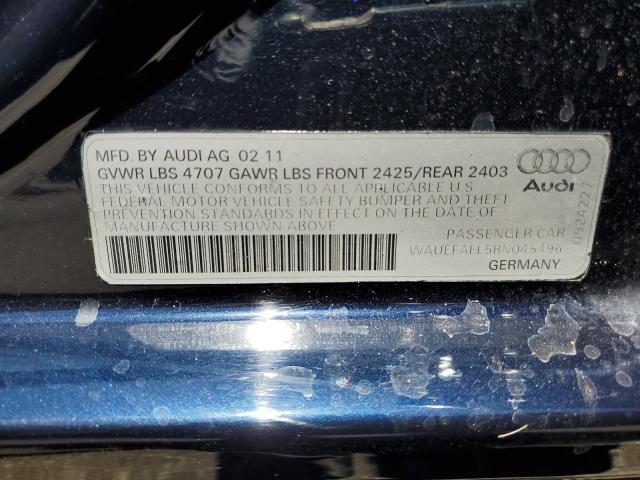 MFD. BY AUDI AG 02 11
GVWR LBS 4707 GAWR LBS FRONT 2425/REAR 2403
THIS VEHICLE CONFORMS TO ALL APPLICABLE U S
FEDERAL MOTOR VEHICLE SAFETY BUMPER AND THEFT
PREVENTION STANDARDS IN EFFECT ON THE DATE OF
MANUFACTURE SHOWN ABOVE
PASSENGER CAR
WAUEFAFL5BN045496
GERMANY
Audi
0924227